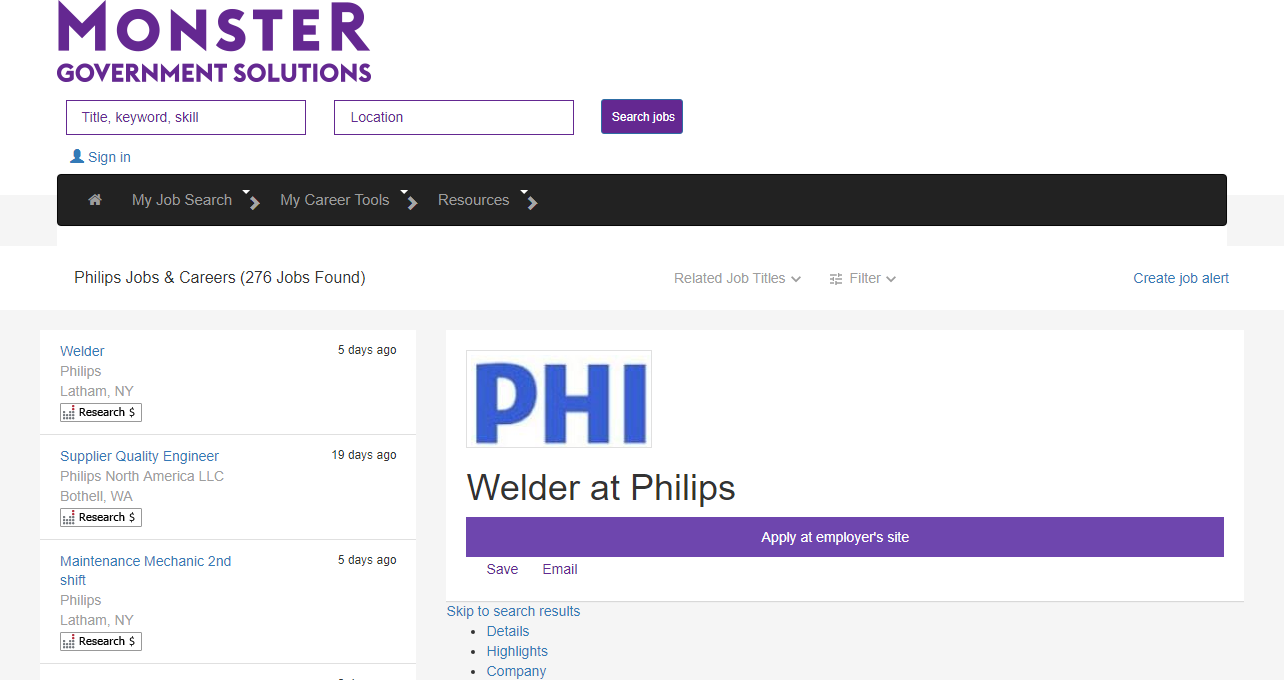 MONSTER
GOVERNMENT SOLUTIONS
Title, keyword, skill
Location
Search jobs
Sign in
My Job Search
My Career Tools
Resources
Philips Jobs & Careers (276 Jobs Found)
Related Job Titles
Filter
Create job alert
Welder
5 days ago
Philips
Latham, NY
Research $
Supplier Quality Engineer
19 days ago
Philips North America LLC
Bothell, WA
Research $
Maintenance Mechanic 2nd
shift
5 days ago
Philips
Latham, NY
Research $
PHI
Welder at Philips
Apply at employer's site
Save
Email
Skip to search results
Details
Highlights
Company